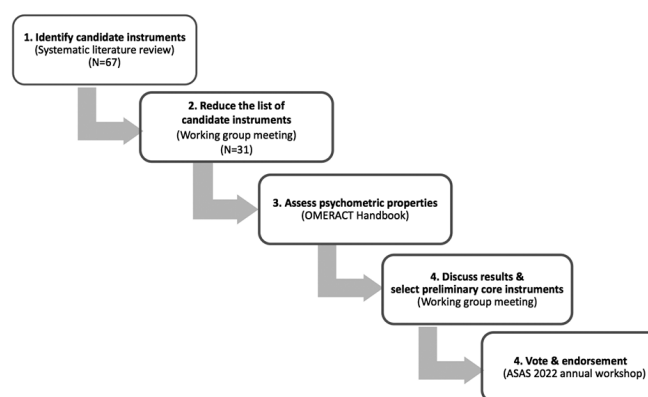 1. Identify candidate instruments
(Systematic literature review)
(N=67)
2. Reduce the list of
candidate instruments
(Working group meeting)
(N=31)
3. Assess psychometric properties
(OMERACT Handbook)
4. Discuss results &
select preliminary core instruments
(Working group meeting)
4. Vote & endorsement
(ASAS 2022 annual workshop)